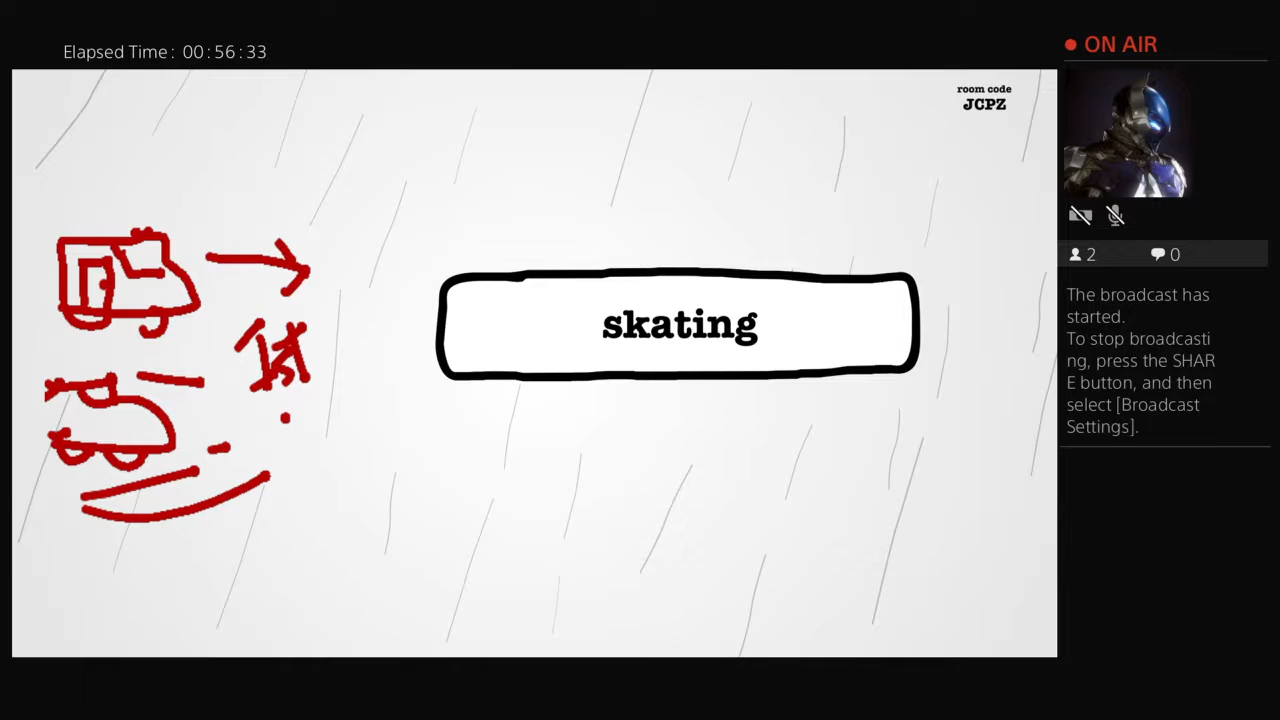 Elapsed Time: 00:56:33
ON AIR
room code
JCPZ
skating
2
0
The broadcast has
started.
To stop broadcasti
ng, press the SHAR
E button, and then
select [Broadcast
Settings].
1st